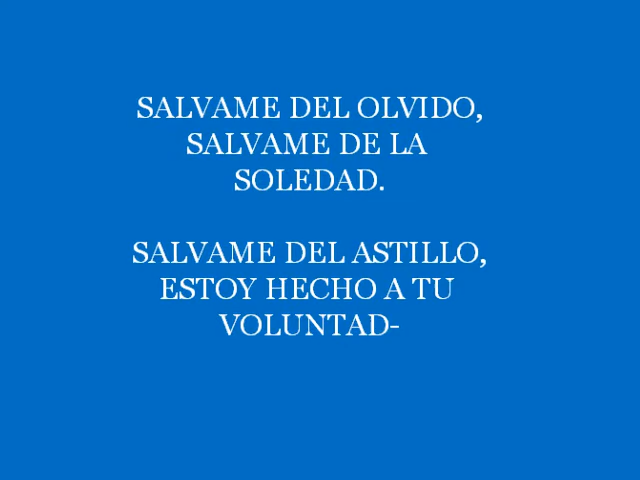 SALVAME DEL OLVIDO,
SALVAME DE LA
SOLEDAD.
SALVAME DEL ASTILLO,
ESTOY HECHO A TU
VOLUNTAD-